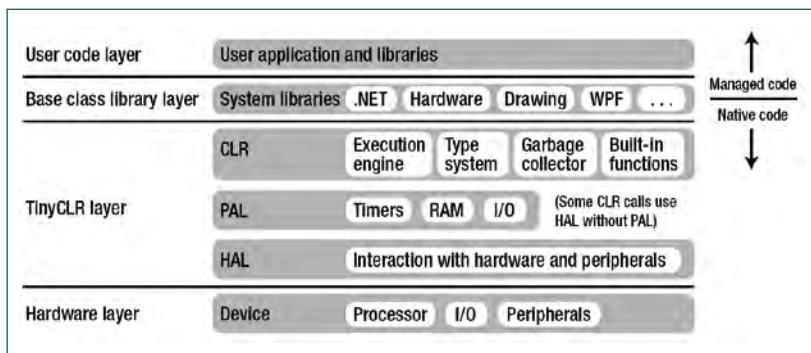 User code layer
User application and libraries
Base class library layer
System libraries .NET Hardware Drawing WPF ...
Managed code
Native code
TinyCLR layer
CLR
Execution engine
Type system
Garbage collector
Built-in functions
PAL
Timers RAM I/O
(Some CLR calls use
HAL without PAL)
HAL
Interaction with hardware and peripherals
Hardware layer
Device
Processor I/O Peripherals